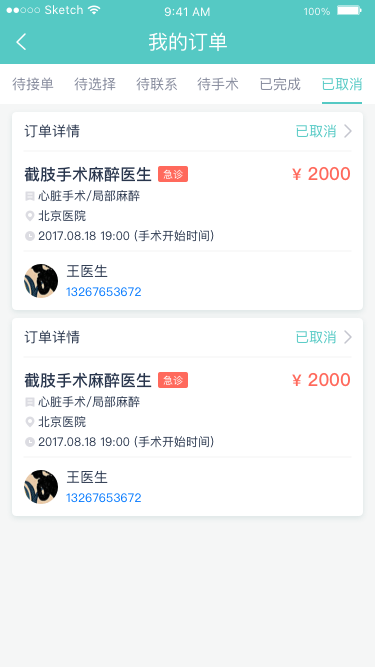 Sketch 9:41 AM 100%
我的订单
待接单 待选择 待联系 待手术 已完成 已取消
订单详情 已取消
截肢手术麻醉医生 急诊 ¥ 2000
心脏手术/局部麻醉
北京医院
2017.08.18 19:00 (手术开始时间)
王医生
13267653672
订单详情 已取消
截肢手术麻醉医生 急诊 ¥ 2000
心脏手术/局部麻醉
北京医院
2017.08.18 19:00 (手术开始时间)
王医生
13267653672